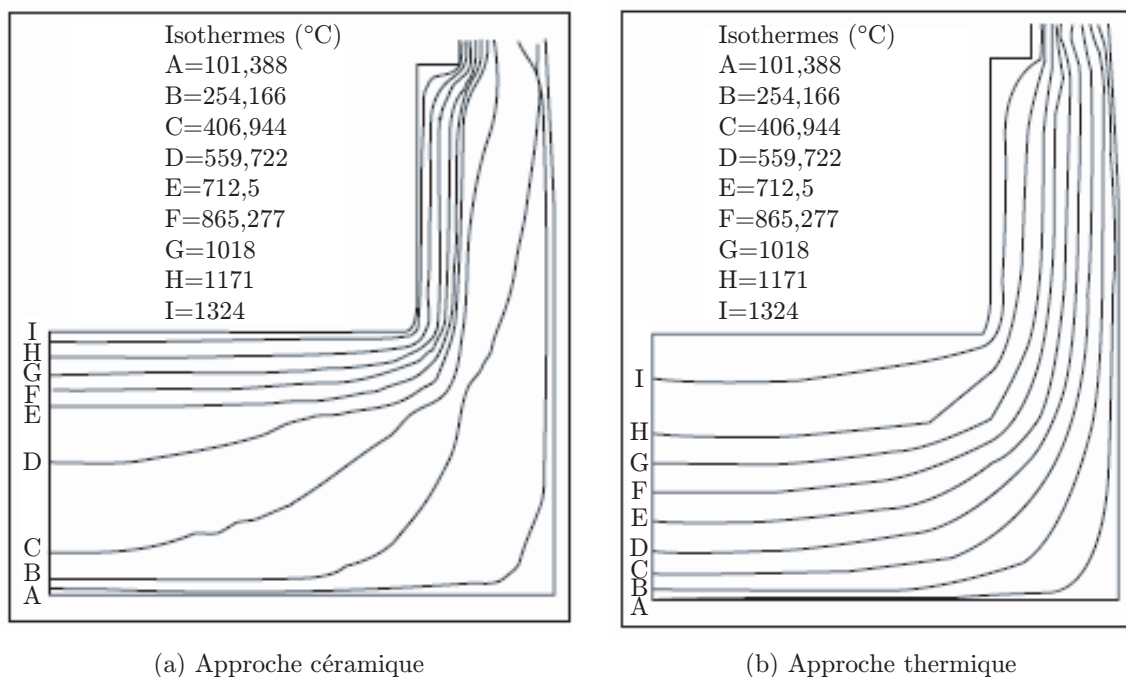 Isothermes (°C)
A=101,388
B=254,166
C=406,944
D=559,722
E=712,5
F=865,277
G=1018
H=1171
I=1324
I
H
G
F
E
D
C
B
A
(a) Approche céramique
Isothermes (°C)
A=101,388
B=254,166
C=406,944
D=559,722
E=712,5
F=865,277
G=1018
H=1171
I=1324
I
H
G
F
E
D
C
B
A
(b) Approche thermique